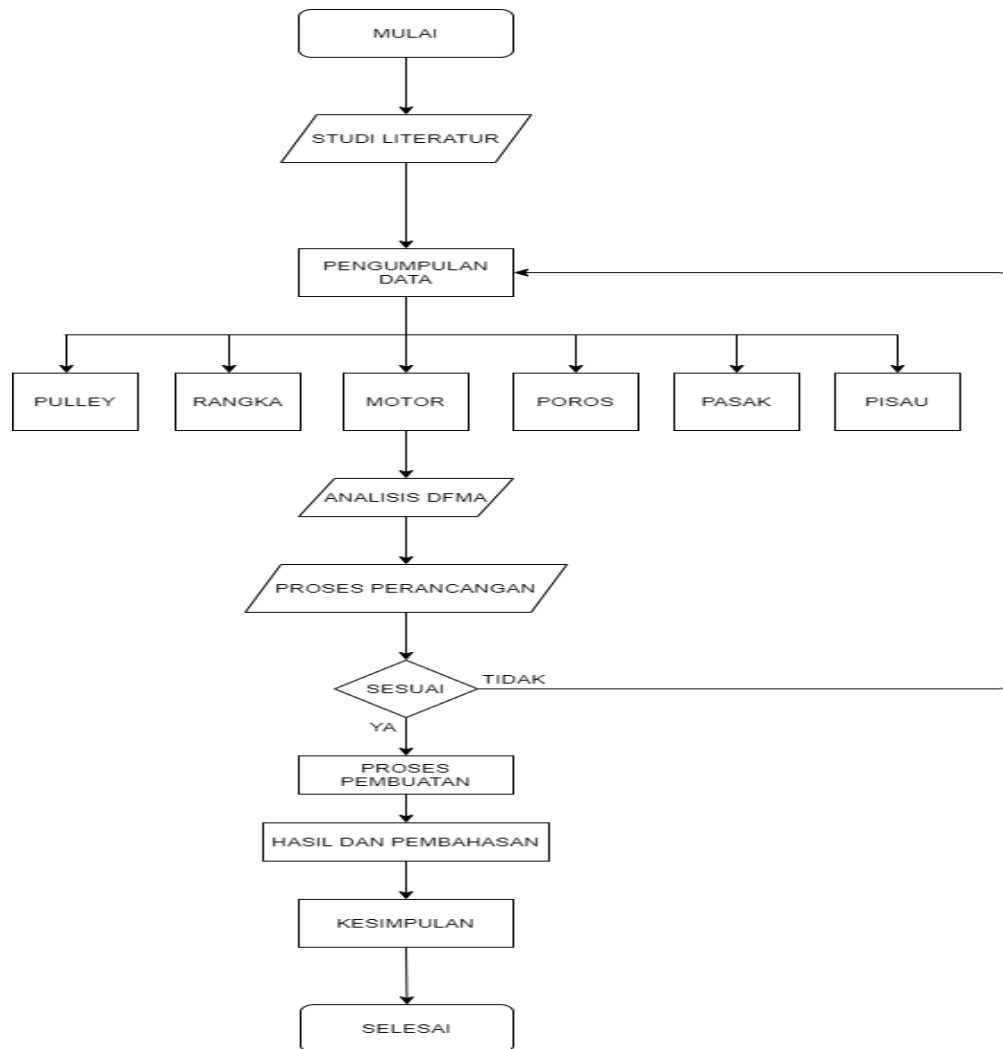 MULAI
STUDI LITERATUR
PENGUMPULAN
DATA
PULLEY
RANGKA
MOTOR
POROS
PASAK
PISAU
ANALISIS DFMA
PROSES PERANCANGAN
SESUAI
TIDAK
YA
PROSES
PEMBUATAN
HASIL DAN PEMBAHASAN
KESIMPULAN
SELESAI